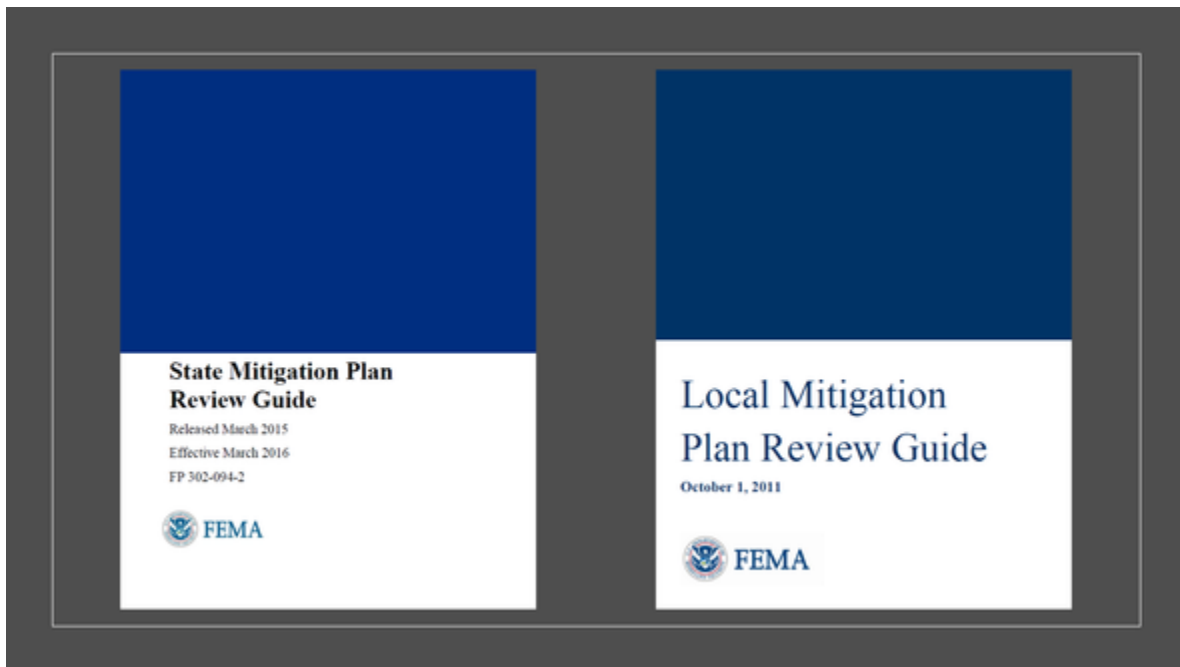 State Mitigation Plan
Review Guide
Released March 2015
Effective March 2016
FP 302-094-2
FEMA
Local Mitigation
Plan Review Guide
October 1, 2011
FEMA